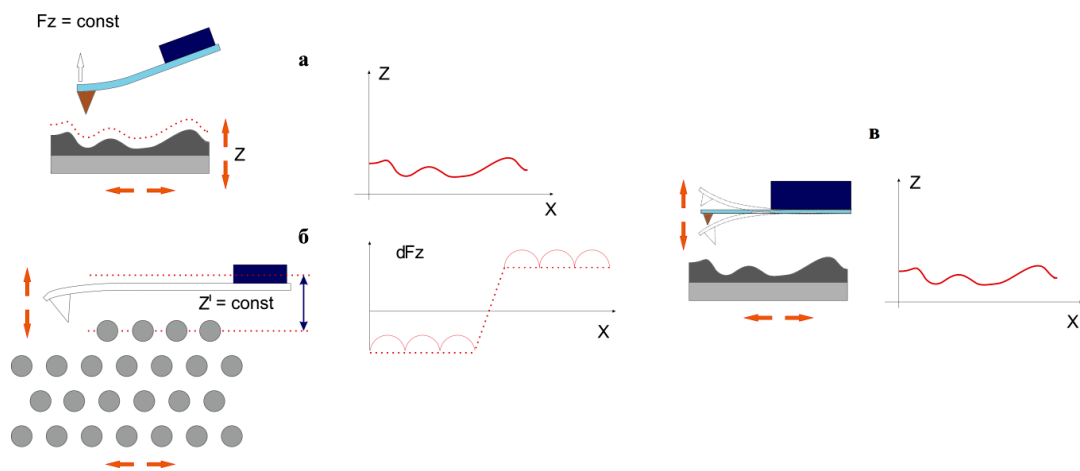 Fz = const
а
Z
Z
X
б
Z' = const
dFz
X
в
Z
X